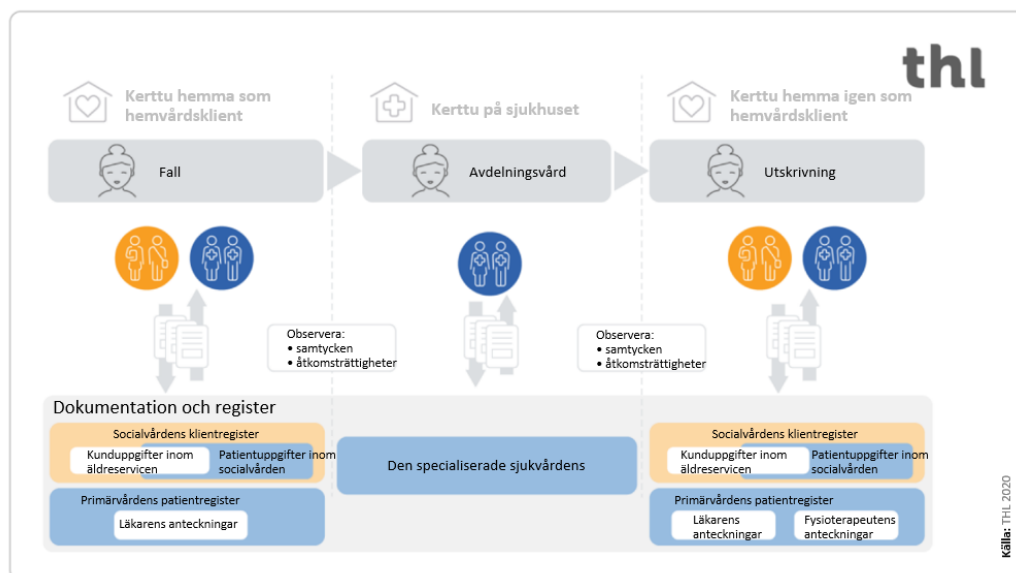 thl
Kerttu hemma som
hemvårdsklient
Kerttu på sjukhuset
Kerttu hemma igen som
hemvårdsklient
Fall
Avdelningsvård
Utskrivning
Observera:
• samtycken
• åtkomsträttigheter
Observera:
• samtycken
• åtkomsträttigheter
Dokumentation och register
Socialvårdens klientregister
Kunduppgifter inom
äldreservicen
Patientuppgifter inom
socialvården
Primärvårdens patientregister
Läkarens anteckningar
Den specialiserade sjukvårdens
Socialvårdens klientregister
Kunduppgifter inom
äldreservicen
Patientuppgifter inom
socialvården
Primärvårdens patientregister
Läkarens
anteckningar
Fysioterapeutens
anteckningar
Källa: THL 2020